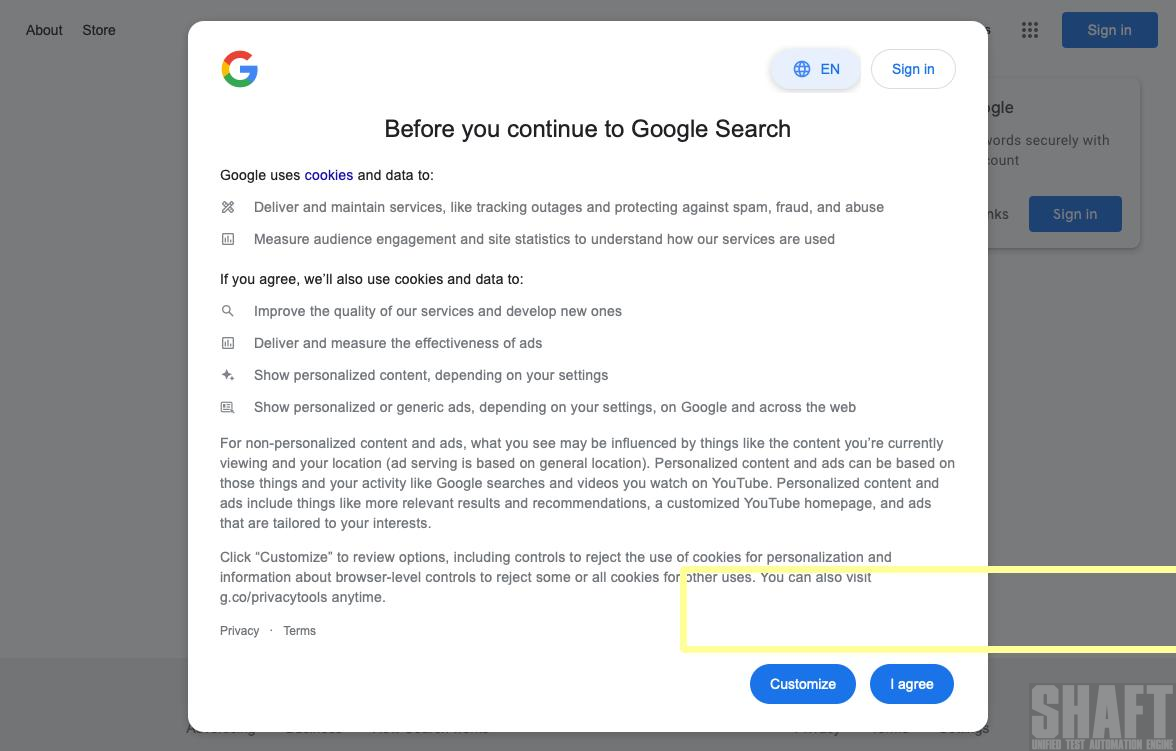 About Store
Sign in
EN
Sign in
Before you continue to Google Search
Google uses cookies and data to:
Deliver and maintain services, like tracking outages and protecting against spam, fraud, and abuse
Measure audience engagement and site statistics to understand how our services are used
If you agree, we’ll also use cookies and data to:
Improve the quality of our services and develop new ones
Deliver and measure the effectiveness of ads
Show personalized content, depending on your settings
Show personalized or generic ads, depending on your settings, on Google and across the web
For non-personalized content and ads, what you see may be influenced by things like the content you’re currently
viewing and your location (ad serving is based on general location). Personalized content and ads can be based on
those things and your activity like Google searches and videos you watch on YouTube. Personalized content and
ads include things like more relevant results and recommendations, a customized YouTube homepage, and ads
that are tailored to your interests.
Click “Customize” to review options, including controls to reject the use of cookies for personalization and
information about browser-level controls to reject some or all cookies for other uses. You can also visit
g.co/privacytools anytime.
Privacy · Terms
Customize I agree
securely with
Sign in
SHAFT
UNIFIED TEST AUTOMATION ENGINE